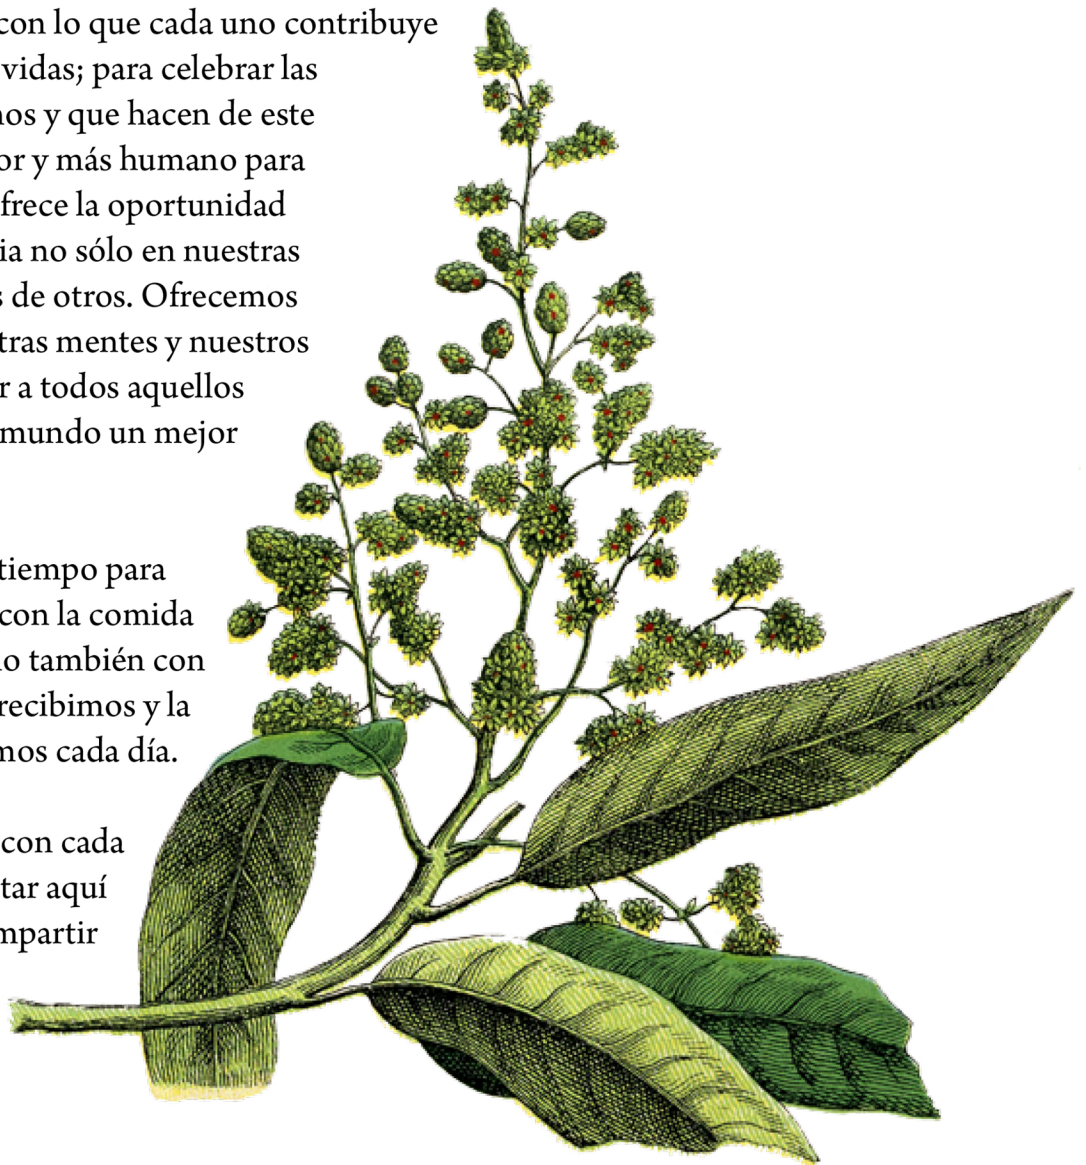 con lo que cada uno contribuye
vidas; para celebrar las
nos y que hacen de este
or y más humano para
frece la oportunidad
ia no sólo en nuestras
s de otros. Ofrecemos
tras mentes y nuestros
r a todos aquellos
mundo un mejor
tiempo para
con la comida
lo también con
recibimos y la
mos cada día.
con cada
tar aquí
mpartir